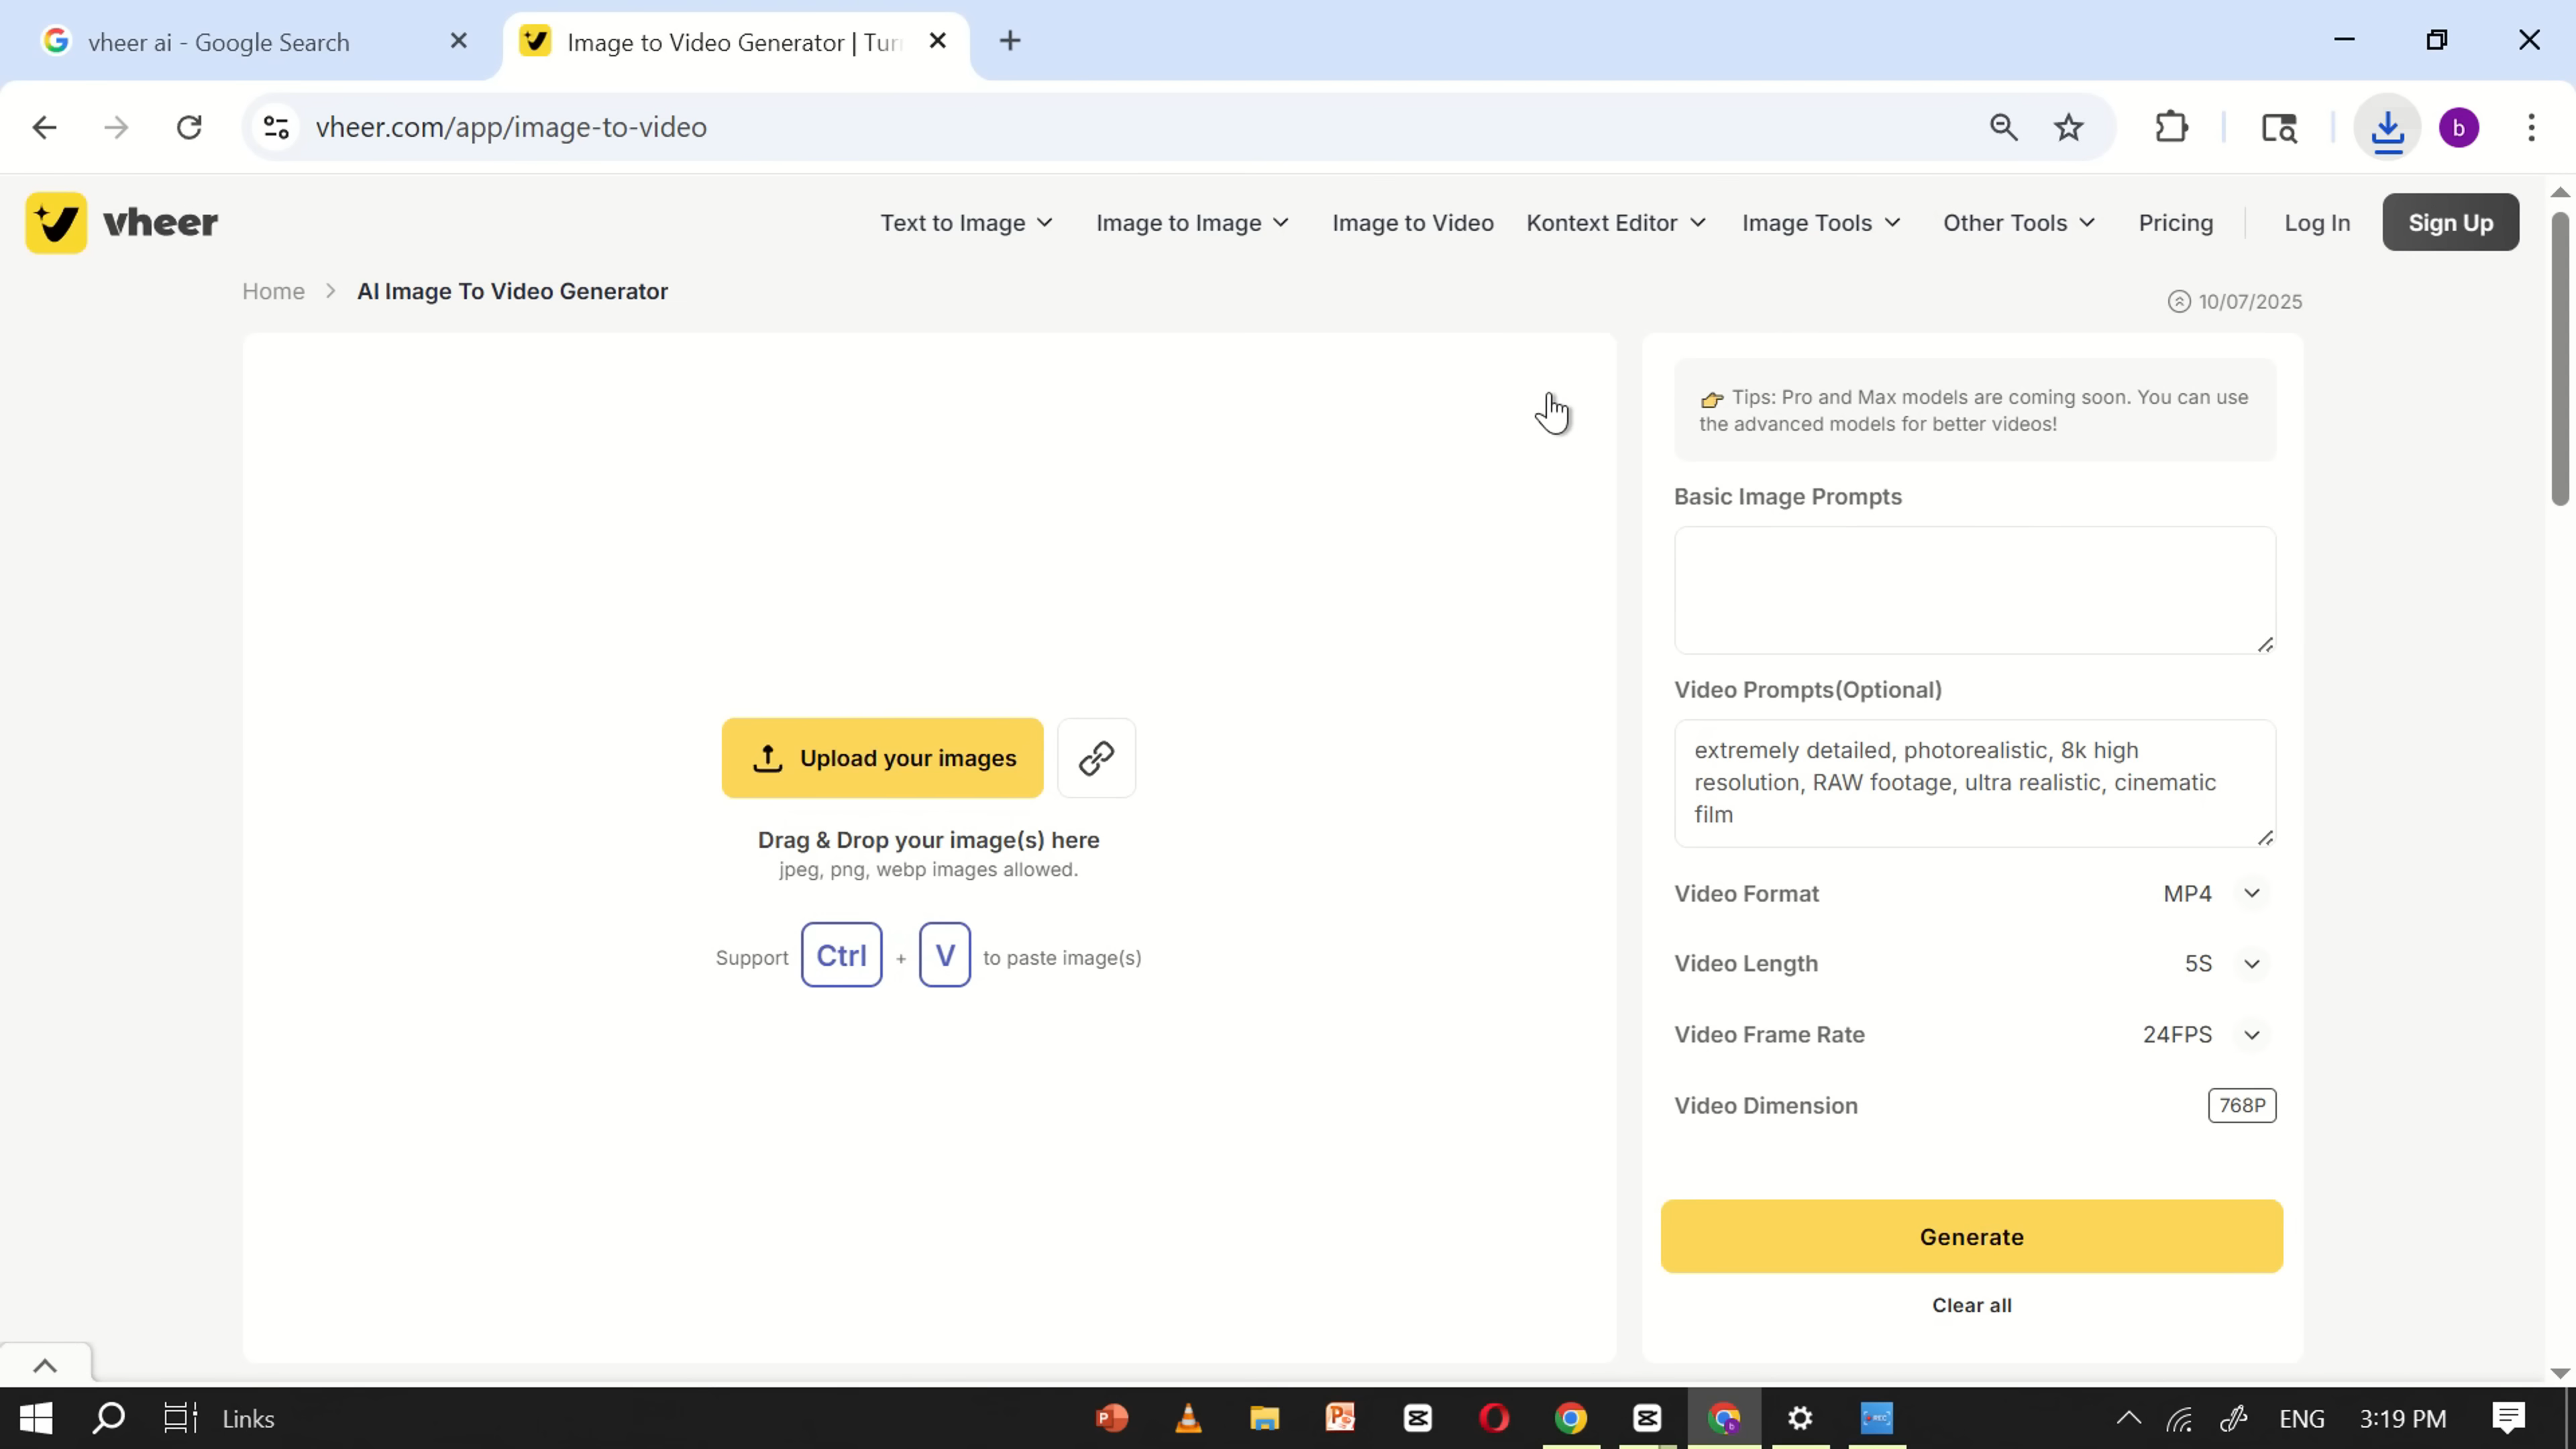 vheer ai - Google Search
Image to Video Generator | Tur
vheer.com/app/image-to-video
b
vheer
Text to Image
Image to Image
Image to Video
Kontext Editor
Image Tools
Other Tools
Pricing
Log In
Sign Up
Home > AI Image To Video Generator
10/07/2025
Tips: Pro and Max models are coming soon. You can use
the advanced models for better videos!
Basic Image Prompts
Video Prompts(Optional)
extremely detailed, photorealistic, 8k high
resolution, RAW footage, ultra realistic, cinematic
film
Upload your images
Drag & Drop your image(s) here
jpeg, png, webp images allowed.
Support Ctrl + V to paste image(s)
Video Format MP4
Video Length 5S
Video Frame Rate 24FPS
Video Dimension 768P
Generate
Clear all
Links
ENG
3:19 PM